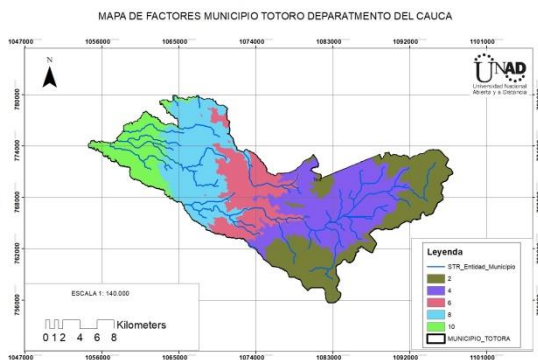 MAPA DE FACTORES MUNICIPIO TOTORO DEPARATMENTO DEL CAUCA
1047000 1056000 1065000 1074000 1083000 1092000 1101000
N
UNAD
Universidad Nacional
Abierta y a Distancia
780000
774000
768000
762000
756000
ESCALA 1: 140.000
Kilometers
0 1 2 4 6 8
Leyenda
STR_Entidad_Municipio
2
4
6
8
10
MUNICIPIO_TOTORA
1047000 1056000 1065000 1074000 1083000 1092000 1101000